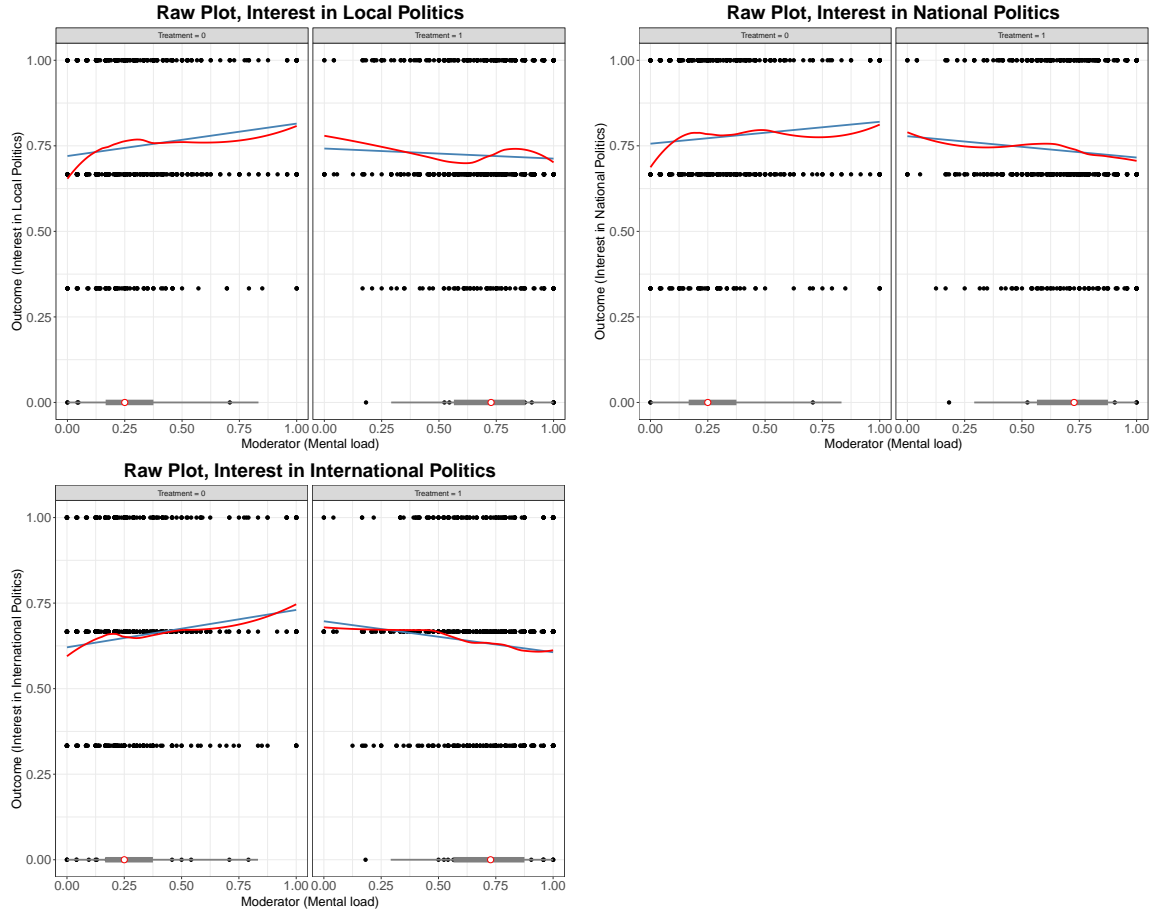 Raw Plot, Interest in Local Politics
Treatment = 0 Treatment = 1
Outcome (Interest in Local Politics)
1.00
0.75
0.50
0.25
0.00
0.00 0.25 0.50 0.75 1.00 0.00 0.25 0.50 0.75 1.00
Moderator (Mental load)
Raw Plot, Interest in National Politics
Treatment = 0 Treatment = 1
Outcome (Interest in National Politics)
1.00
0.75
0.50
0.25
0.00
0.00 0.25 0.50 0.75 1.00 0.00 0.25 0.50 0.75 1.00
Moderator (Mental load)
Raw Plot, Interest in International Politics
Treatment = 0 Treatment = 1
Outcome (Interest in International Politics)
1.00
0.75
0.50
0.25
0.00
0.00 0.25 0.50 0.75 1.00 0.00 0.25 0.50 0.75 1.00
Moderator (Mental load)